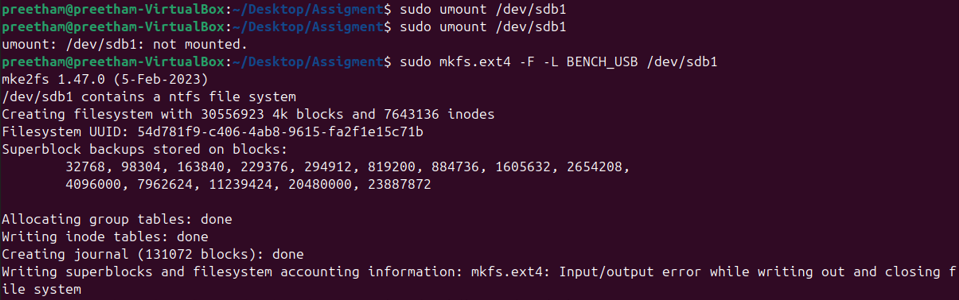 preetham@preetham-VirtualBox:~/Desktop/Assigment$ sudo umount /dev/sdb1
preetham@preetham-VirtualBox:~/Desktop/Assigment$ sudo umount /dev/sdb1
umount: /dev/sdb1: not mounted.
preetham@preetham-VirtualBox:~/Desktop/Assigment$ sudo mkfs.ext4 -F -L BENCH_USB /dev/sdb1
mke2fs 1.47.0 (5-Feb-2023)
/dev/sdb1 contains a ntfs file system
Creating filesystem with 30556923 4k blocks and 7643136 inodes
Filesystem UUID: 54d781f9-c406-4ab8-9615-fa2f1e15c71b
Superblock backups stored on blocks:
        32768, 98304, 163840, 229376, 294912, 819200, 884736, 1605632, 2654208,
        4096000, 7962624, 11239424, 20480000, 23887872

Allocating group tables: done
Writing inode tables: done
Creating journal (131072 blocks): done
Writing superblocks and filesystem accounting information: mkfs.ext4: Input/output error while writing out and closing f
ile system